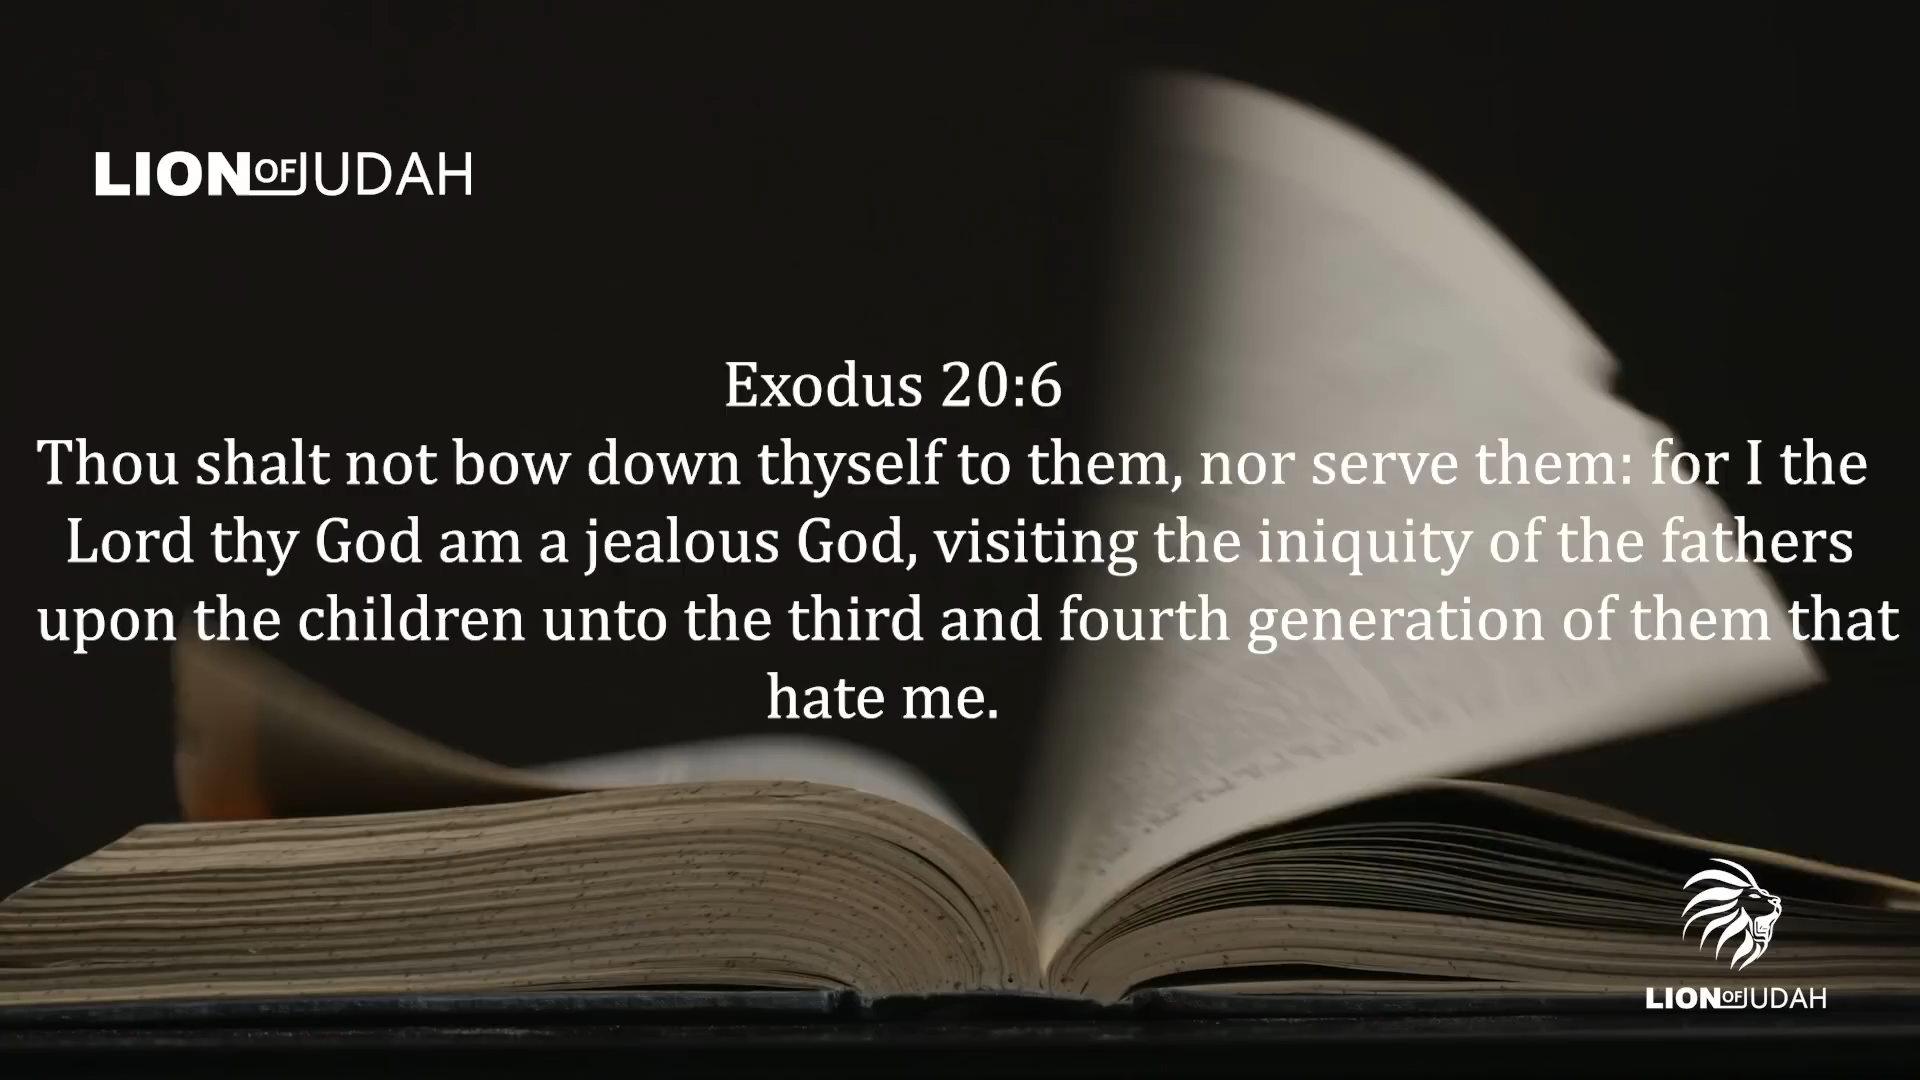 LION OF JUDAH
Exodus 20:6
Thou shalt not bow down thyself to them, nor serve them: for I the
Lord thy God am a jealous God, visiting the iniquity of the fathers
upon the children unto the third and fourth generation of them that
hate me.
LION OF JUDAH